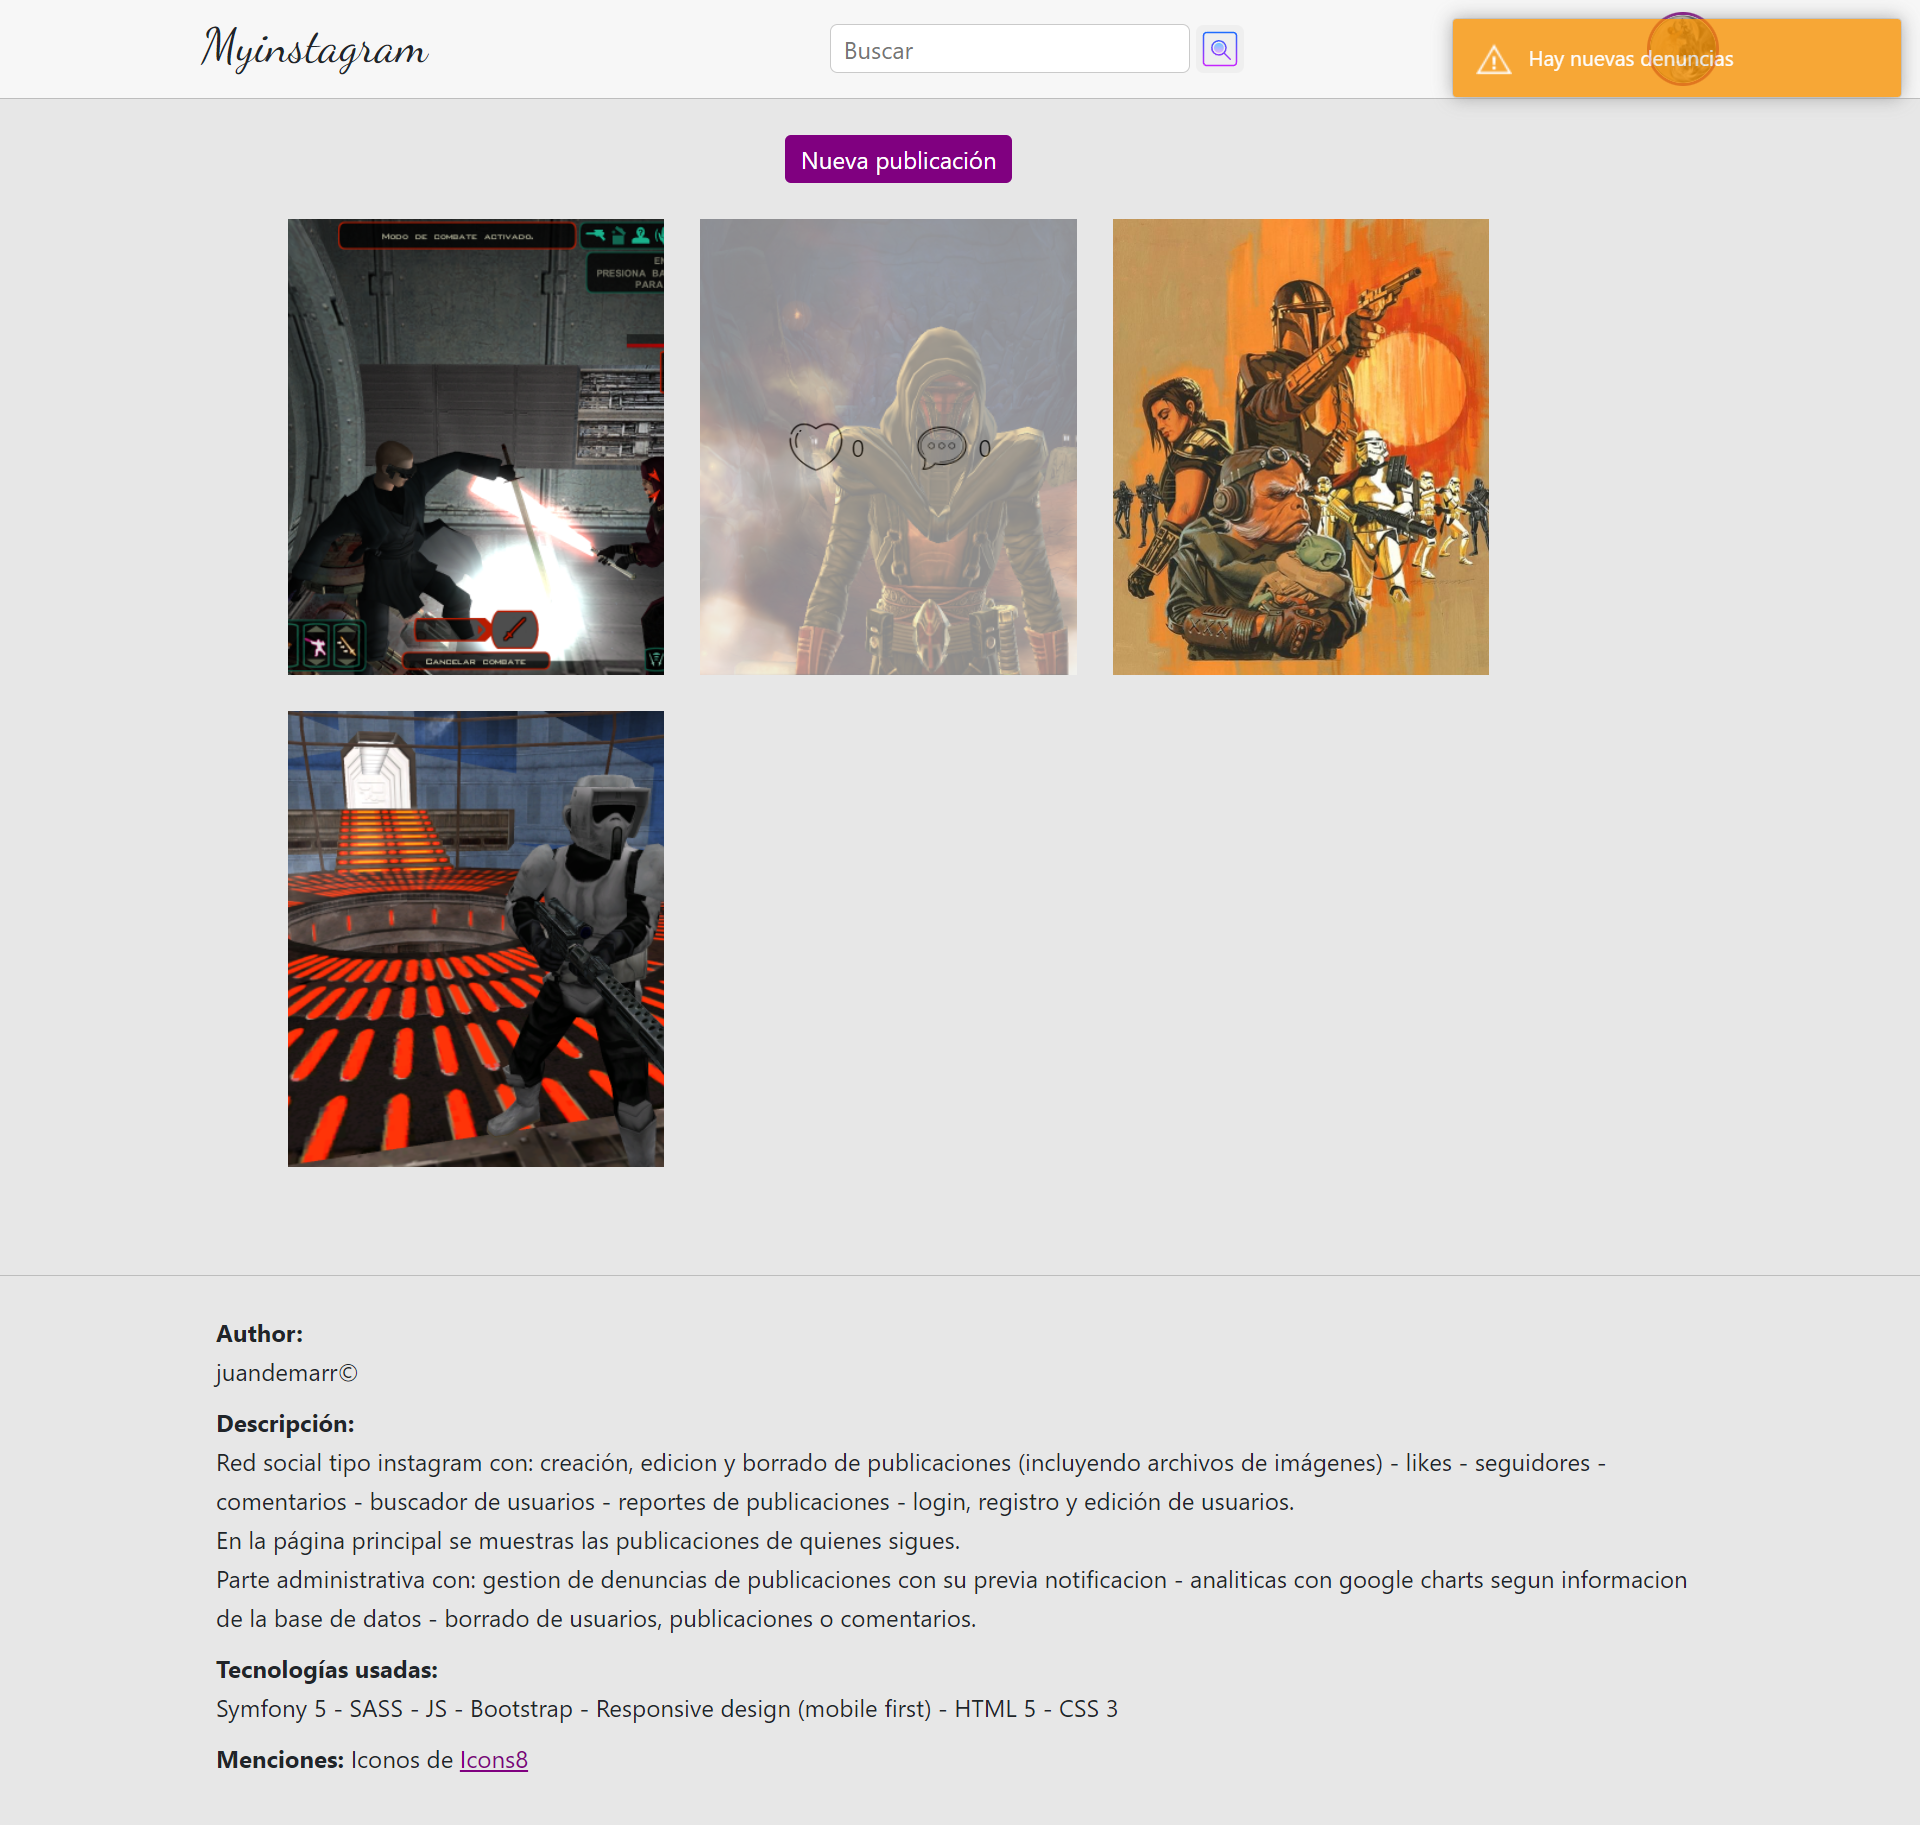 Myinstagram
Buscar
Hay nuevas denuncias
Nueva publicación
MODO DE COMBATE ACTIVADO.
PRESIONA BA
PARA
0
0
CANCELAR COMBATE
Author:
juandemarr©
Descripción:
Red social tipo instagram con: creación, edicion y borrado de publicaciones (incluyendo archivos de imágenes) - likes - seguidores -
comentarios - buscador de usuarios - reportes de publicaciones - login, registro y edición de usuarios.
En la página principal se muestras las publicaciones de quienes sigues.
Parte administrativa con: gestion de denuncias de publicaciones con su previa notificacion - analiticas con google charts segun informacion
de la base de datos - borrado de usuarios, publicaciones o comentarios.
Tecnologías usadas:
Symfony 5 - SASS - JS - Bootstrap - Responsive design (mobile first) - HTML 5 - CSS 3
Menciones: Iconos de Icons8